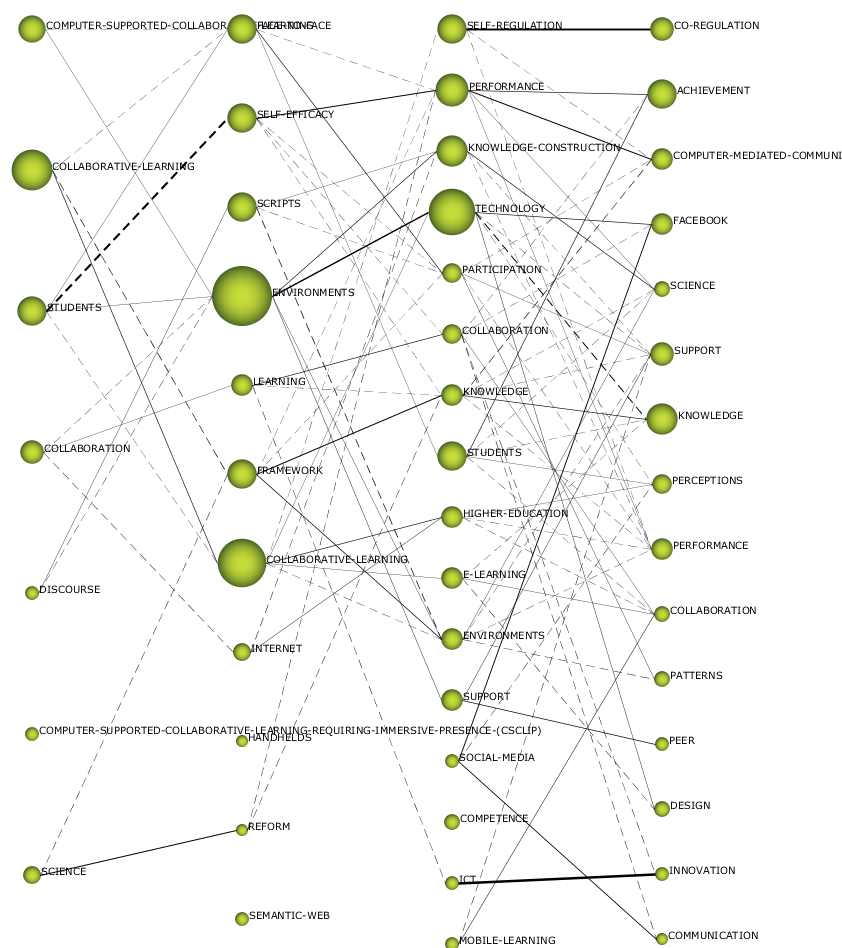 COMPUTER-SUPPORTED-COLLABORATIVE-LEARNING
COLLABORATIVE-LEARNING
STUDENTS
COLLABORATION
DISCOURSE
COMPUTER-SUPPORTED-COLLABORATIVE-LEARNING-REQUIRING-IMMERSIVE-PRESENCE-(CSCLIP)
SCIENCE
FACE-TO-FACE
SELF-EFFICACY
SCRIPTS
ENVIRONMENTS
LEARNING
FRAMEWORK
COLLABORATIVE-LEARNING
INTERNET
HANDHELDS
REFORM
SEMANTIC-WEB
SELF-REGULATION
PERFORMANCE
KNOWLEDGE-CONSTRUCTION
TECHNOLOGY
PARTICIPATION
COLLABORATION
KNOWLEDGE
STUDENTS
HIGHER-EDUCATION
E-LEARNING
ENVIRONMENTS
SUPPORT
SOCIAL-MEDIA
COMPETENCE
ICT
MOBILE-LEARNING
CO-REGULATION
ACHIEVEMENT
COMPUTER-MEDIATED-COMMUNI
FACEBOOK
SCIENCE
SUPPORT
KNOWLEDGE
PERCEPTIONS
PERFORMANCE
COLLABORATION
PATTERNS
PEER
DESIGN
INNOVATION
COMMUNICATION